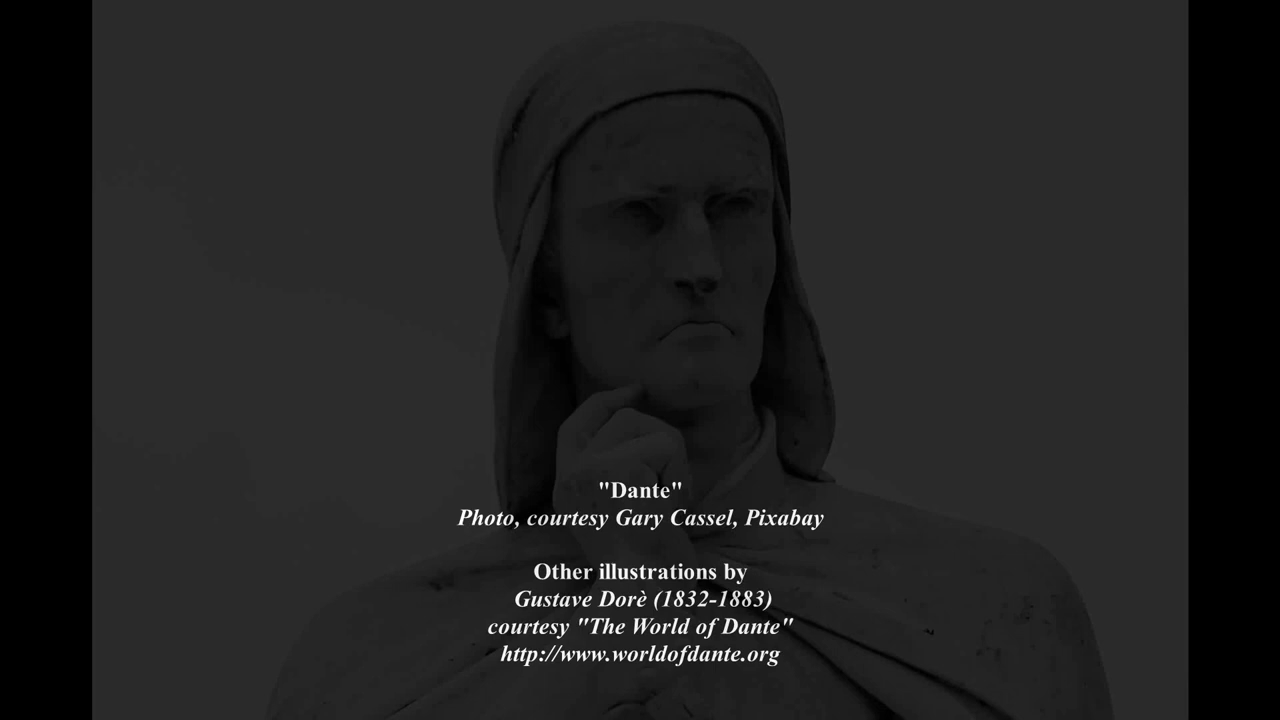 "Dante"
Photo, courtesy Gary Cassel, Pixabay
Other illustrations by
Gustave Dorè (1832-1883)
courtesy "The World of Dante"
http://www.worldofdante.org